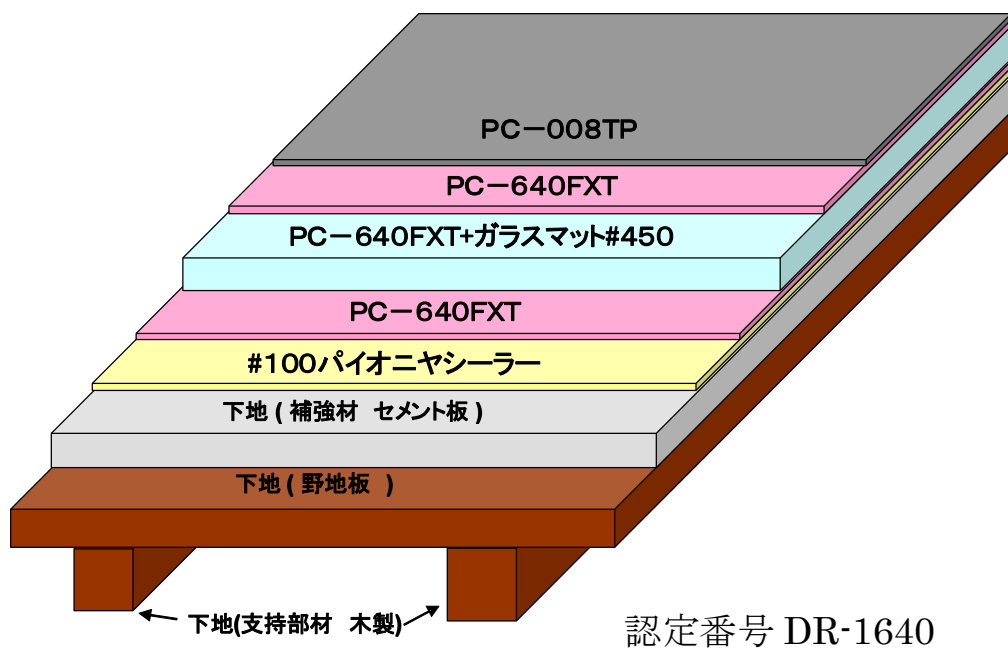 PC－008TP
PC－640FXT
PC－640FXT+ガラスマット#450
PC－640FXT
#100パイオニヤシーラー
下地 ( 補強材　セメント板 )
下地 ( 野地板　)
下地(支持部材　木製)
認定番号 DR-1640